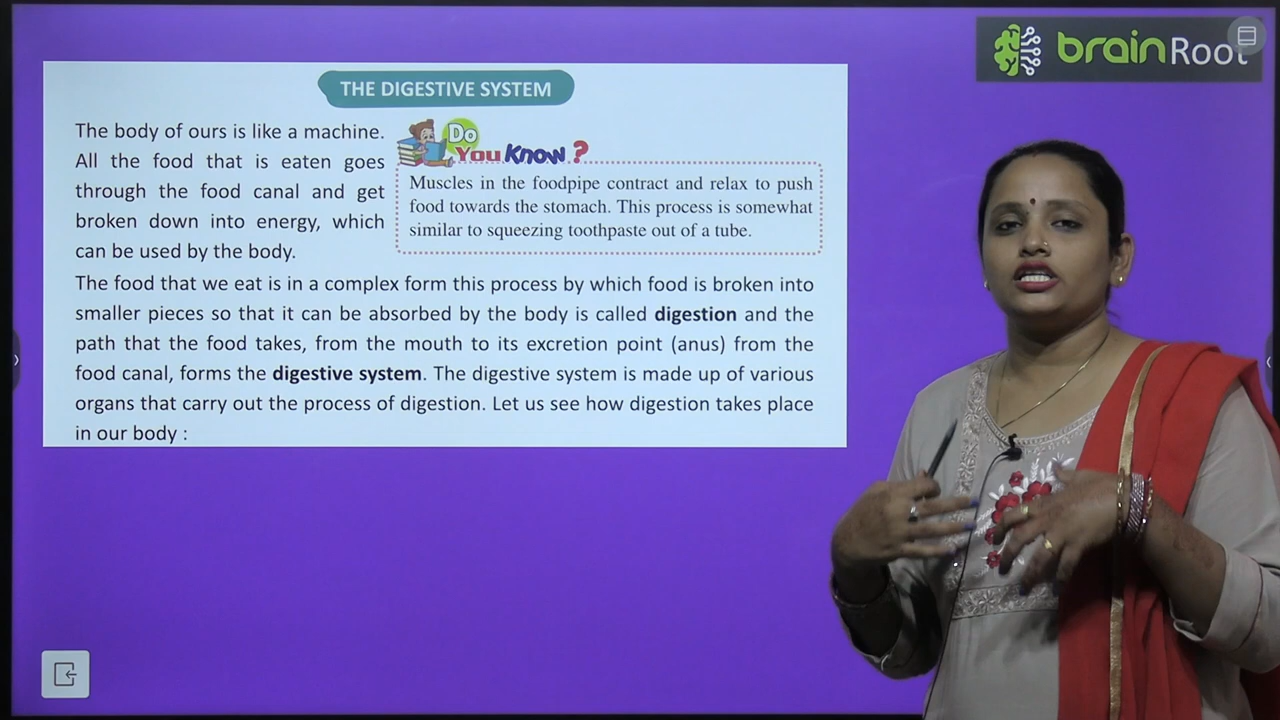 brainRoot
THE DIGESTIVE SYSTEM
The body of ours is like a machine.
All the food that is eaten goes
through the food canal and get
broken down into energy, which
can be used by the body.
Do
You Know ?
Muscles in the foodpipe contract and relax to push
food towards the stomach. This process is somewhat
similar to squeezing toothpaste out of a tube.
The food that we eat is in a complex form this process by which food is broken into
smaller pieces so that it can be absorbed by the body is called digestion and the
path that the food takes, from the mouth to its excretion point (anus) from the
food canal, forms the digestive system. The digestive system is made up of various
organs that carry out the process of digestion. Let us see how digestion takes place
in our body :